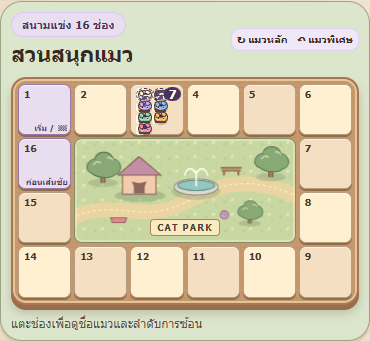 สนามแข่ง 16 ช่อง
สวนสนุกแมว
↻ แมวหลัก ↶ แมวพิเศษ
1 2 7 4 5 6
เริ่ม /
16 7
ก่อนเส้นชัย
15 8
CAT PARK
14 13 12 11 10 9
แตะช่องเพื่อดูชื่อแมวและลำดับการซ้อน